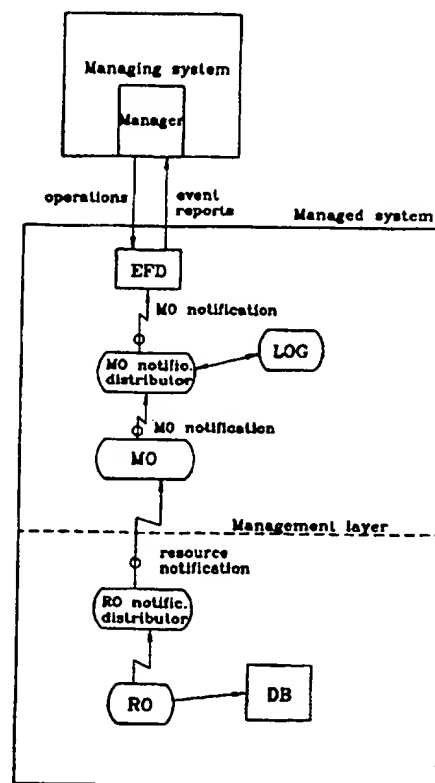 Managing system
Manager
operations
event
reports
Managed system
EFD
MO notification
MO notific.
distributor
LOG
MO notification
MO
Management layer
resource
notification
RO notific.
distributor
RO
DB